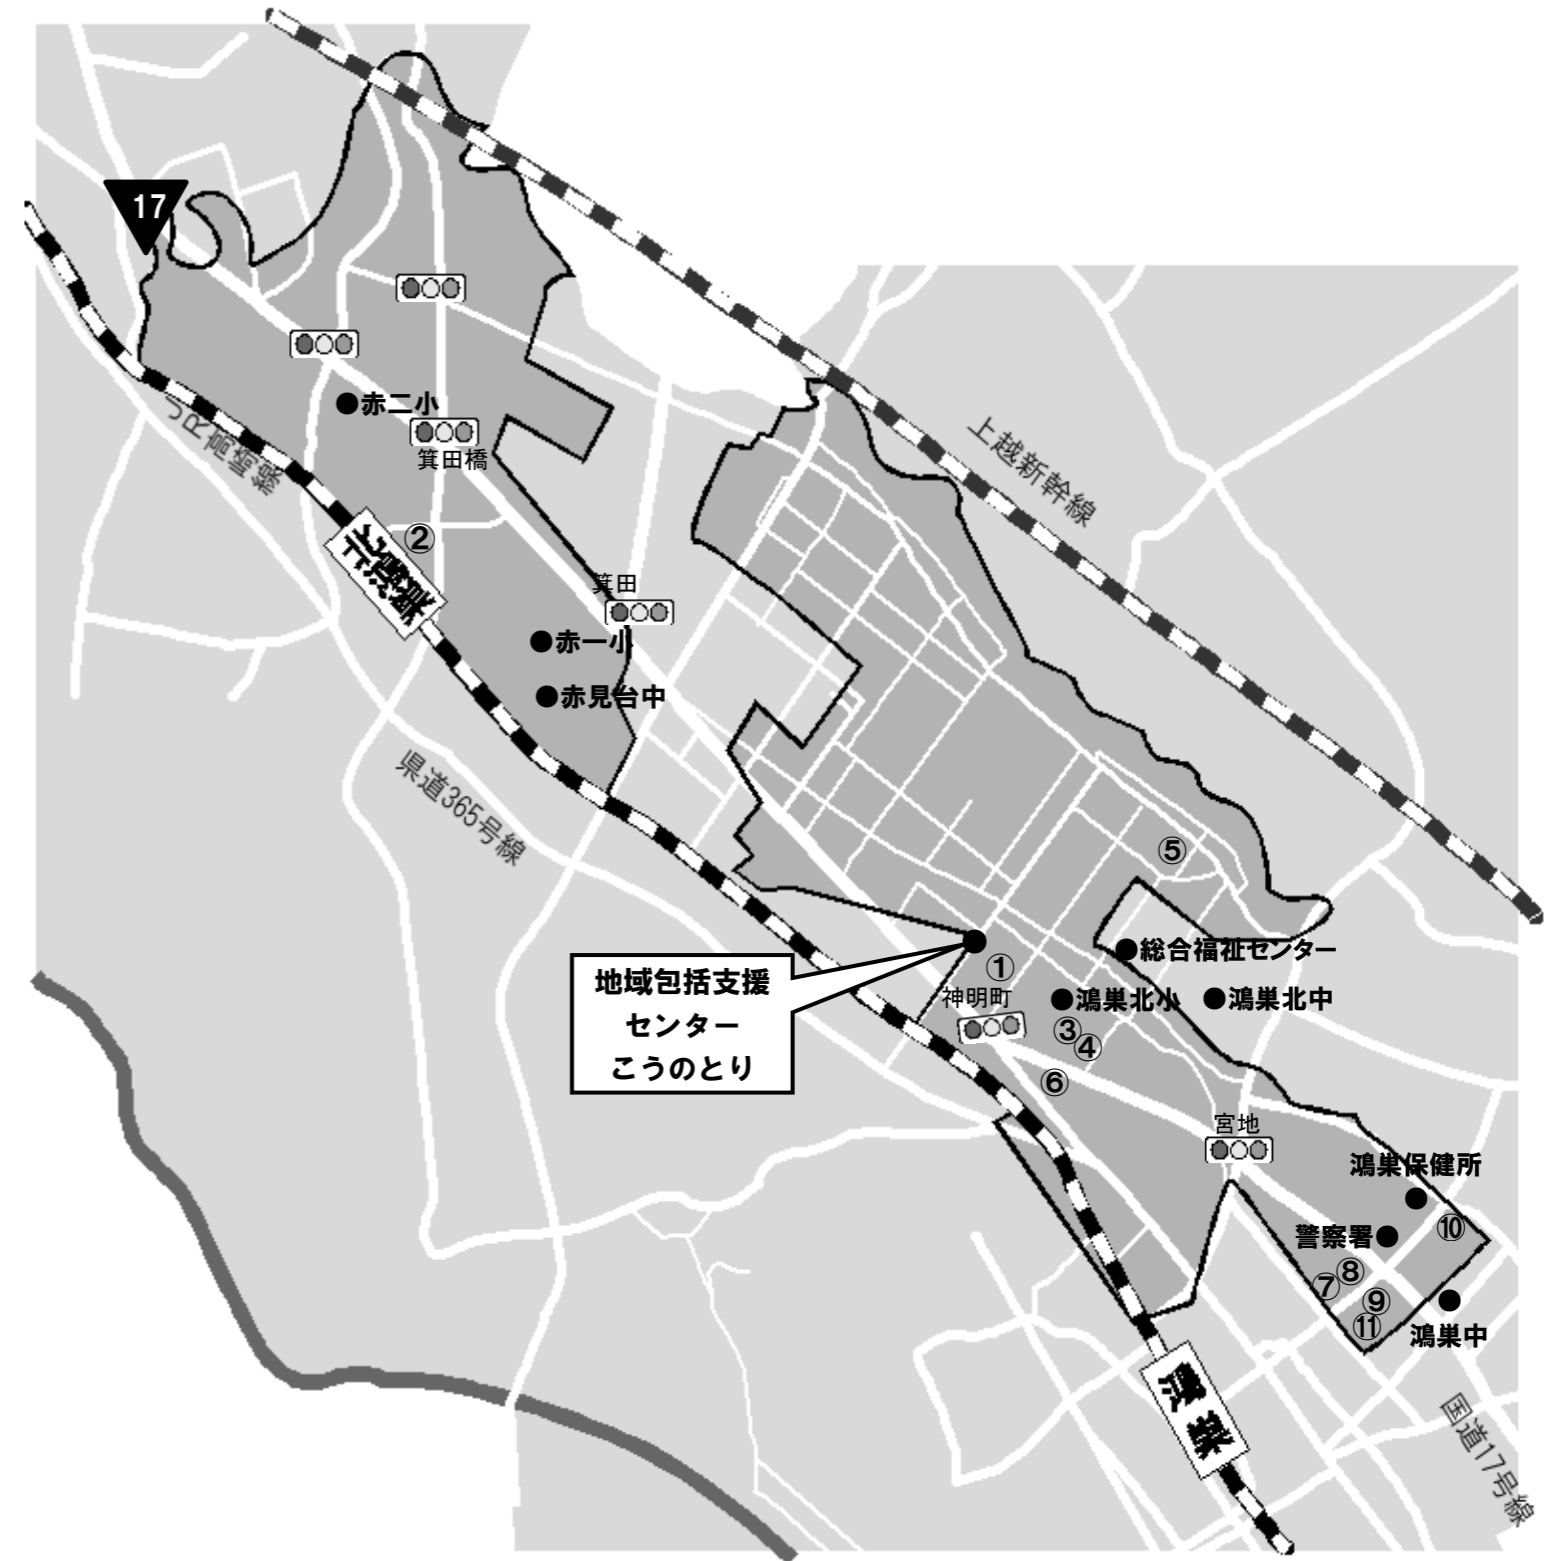 17
赤二小
箕田橋
JR高崎線
上越新幹線
②
北鴻巣
箕田
赤一小
赤見台中
県道365号線
⑤
地域包括支援
センター
こうのとり
①
総合福祉センター
神明町
鴻巣北小
鴻巣北中
③
④
⑥
宮地
鴻巣保健所
⑩
警察署
⑧
⑦
⑨
⑪
鴻巣中
鴻巣
国道17号線